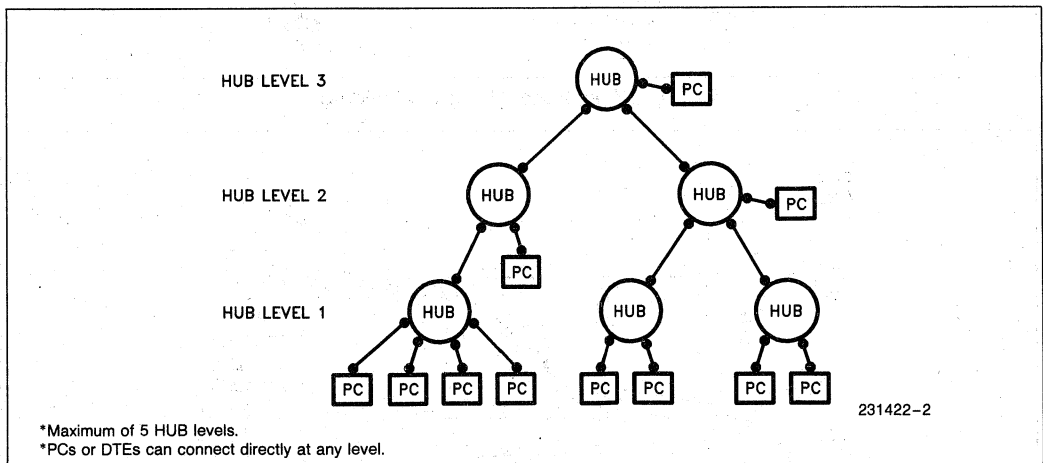 HUB LEVEL 3
HUB
PC
HUB LEVEL 2
HUB
HUB
PC
PC
HUB LEVEL 1
HUB
HUB
HUB
PC
PC
PC
PC
PC
PC
PC
PC
231422-2
*Maximum of 5 HUB levels.
*PCs or DTEs can connect directly at any level.